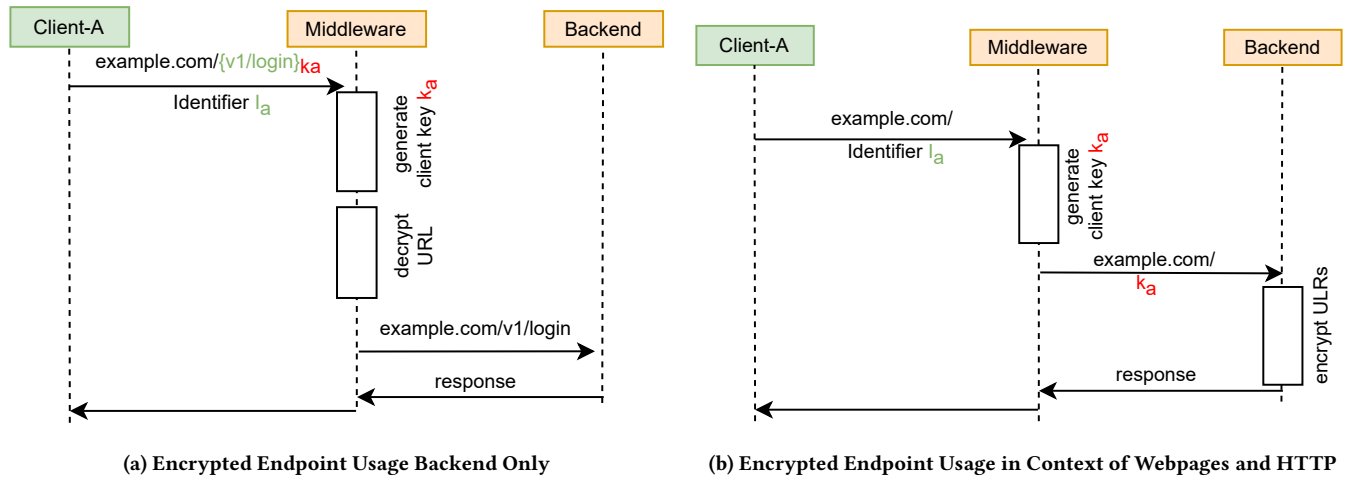 Client-A
Middleware
Backend
example.com/{v1/login}ka
Identifier Ia
generate
client key ka
decrypt
URL
example.com/v1/login
response
(a) Encrypted Endpoint Usage Backend Only
Client-A
Middleware
Backend
example.com/
Identifier Ia
generate
client key ka
example.com/
ka
encrypt ULRs
response
(b) Encrypted Endpoint Usage in Context of Webpages and HTTP